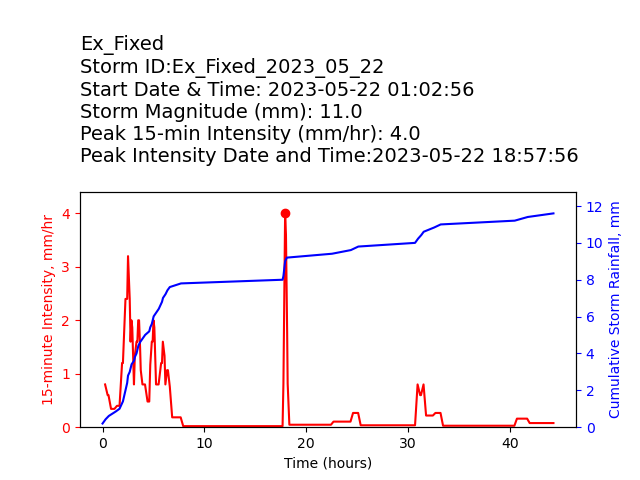 Ex_Fixed
Storm ID:Ex_Fixed_2023_05_22
Start Date & Time: 2023-05-22 01:02:56
Storm Magnitude (mm): 11.0
Peak 15-min Intensity (mm/hr): 4.0
Peak Intensity Date and Time:2023-05-22 18:57:56
15-minute Intensity, mm/hr
4
3
2
1
0
Cumulative Storm Rainfall, mm
12
10
8
6
4
2
0
0 10 20 30 40
Time (hours)